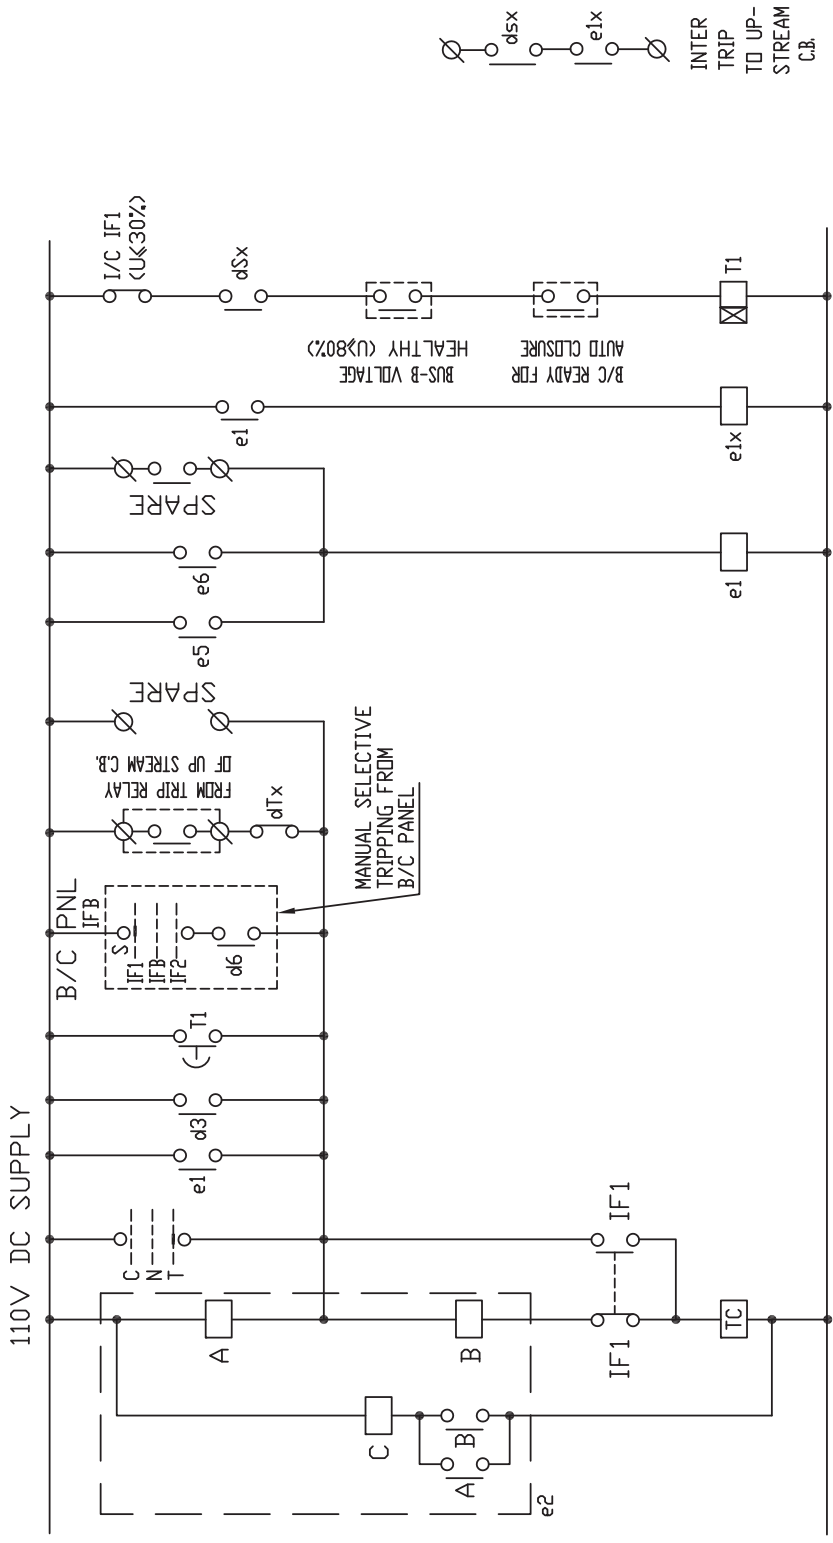 110V DC SUPPLY
A
B
C
A
B
e2
IF1
IF1
TC
C
N
T
e1
d3
T1
B/C PNL
IFB
S
IF1
IFB
IF2
d6
MANUAL SELECTIVE
TRIPPING FROM
B/C PANEL
FROM TRIP RELAY
OF UP STREAM C.B.
dTx
SPARE
e5
e6
SPARE
e1
e1
e1x
I/C IF1
(U⩽30%)
dSx
BUS-B VOLTAGE
HEALTHY (U⩾80%)
B/C READY FOR
AUTO CLOSURE
T1
dsx
e1x
INTER
TRIP
TO UP-
STREAM
C.B.